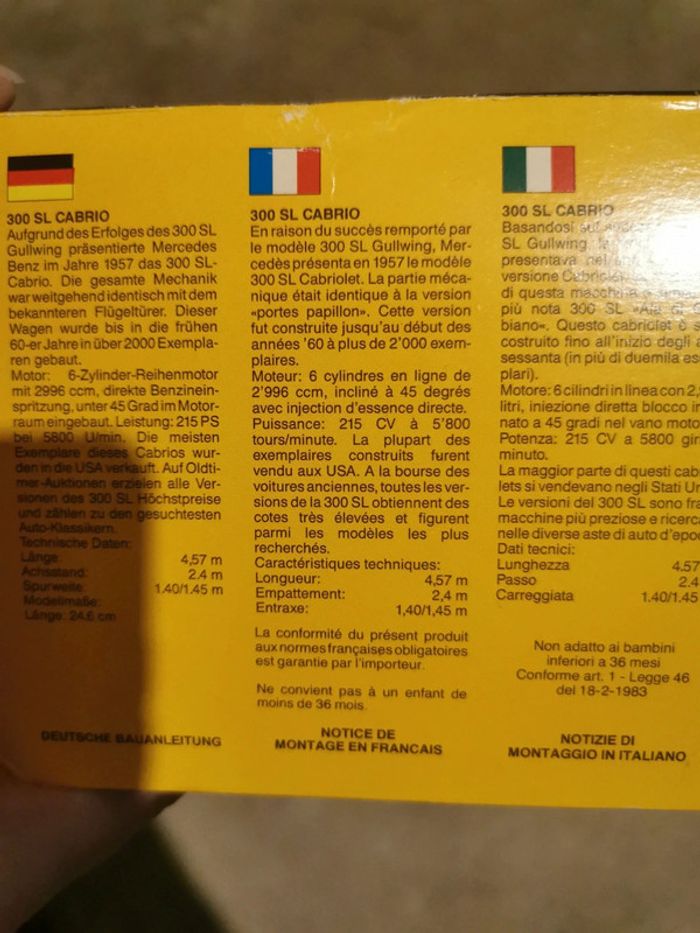 300 SL CABRIO
Aufgrund des Erfolges des 300 SL
Gullwing präsentierte Mercedes
Benz im Jahre 1957 das 300 SL-
Cabrio. Die gesamte Mechanik
war weitgehend identisch mit dem
bekannteren Flügeltürer. Dieser
Wagen wurde bis in die frühen
60-er Jahre in über 2000 Exempla-
ren gebaut.
Motor: 6-Zylinder-Reihenmotor
mit 2996 ccm, direkte Benzinein-
spritzung, unter 45 Grad im Motor-
raum eingebaut. Leistung: 215 PS
bei 5800 U/min. Die meisten
Exemplare dieses Cabrios wur-
den in die USA verkauft. Auf Oldti-
mer-Auktionen erzielen alle Ver-
sionen des 300 SL Höchstpreise
und zählen zu den gesuchtesten
Auto-Klassikern.
Technische Daten:
Länge: 4,57 m
Achsstand: 2.4 m
Spurweite: 1.40/1.45 m
Modellmaße:
Länge: 24.6 cm
DEUTSCHE BAUANLEITUNG
300 SL CABRIO
En raison du succès remporté par
le modèle 300 SL Gullwing, Mer-
cedès présenta en 1957 le modèle
300 SL Cabriolet. La partie méca-
nique était identique à la version
«portes papillon». Cette version
fut construite jusqu'au début des
années '60 à plus de 2'000 exem-
plaires.
Moteur: 6 cylindres en ligne de
2'996 ccm, incliné à 45 degrés
avec injection d'essence directe.
Puissance: 215 CV à 5'800
tours/minute. La plupart des
exemplaires construits furent
vendu aux USA. A la bourse des
voitures anciennes, toutes les ver-
sions de la 300 SL obtiennent des
cotes très élevées et figurent
parmi les modèles les plus
recherchés.
Caractéristiques techniques:
Longueur: 4,57 m
Empattement: 2,4 m
Entraxe: 1,40/1,45 m
La conformité du présent produit
aux normes françaises obligatoires
est garantie par l'importeur.
Ne convient pas à un enfant de
moins de 36 mois.
NOTICE DE
MONTAGE EN FRANCAIS
300 SL CABRIO
Basandosi sul
SL Gullwing,
presentava
versione Cabriolet
di questa
più nota 300 SL
biano«. Questo cabriolet
costruito fino all'inizio degli
sessanta (in più di duemila
plari).
Motore: 6 cilindri in linea con
litri, iniezione diretta blocco
nato a 45 gradi nel vano
Potenza: 215 CV a 5800
minuto.
La maggior parte di questi
lets si vendevano negli Stati
Le versioni del 300 SL sono
macchine più preziose e
nelle diverse aste di auto
Dati tecnici:
Lunghezza 4.57
Passo 2.4
Carreggiata 1.40/1.45
Non adatto ai bambini
inferiori a 36 mesi
Conforme art. 1 - Legge 46
del 18-2-1983
NOTIZIE DI
MONTAGGIO IN ITALIANO